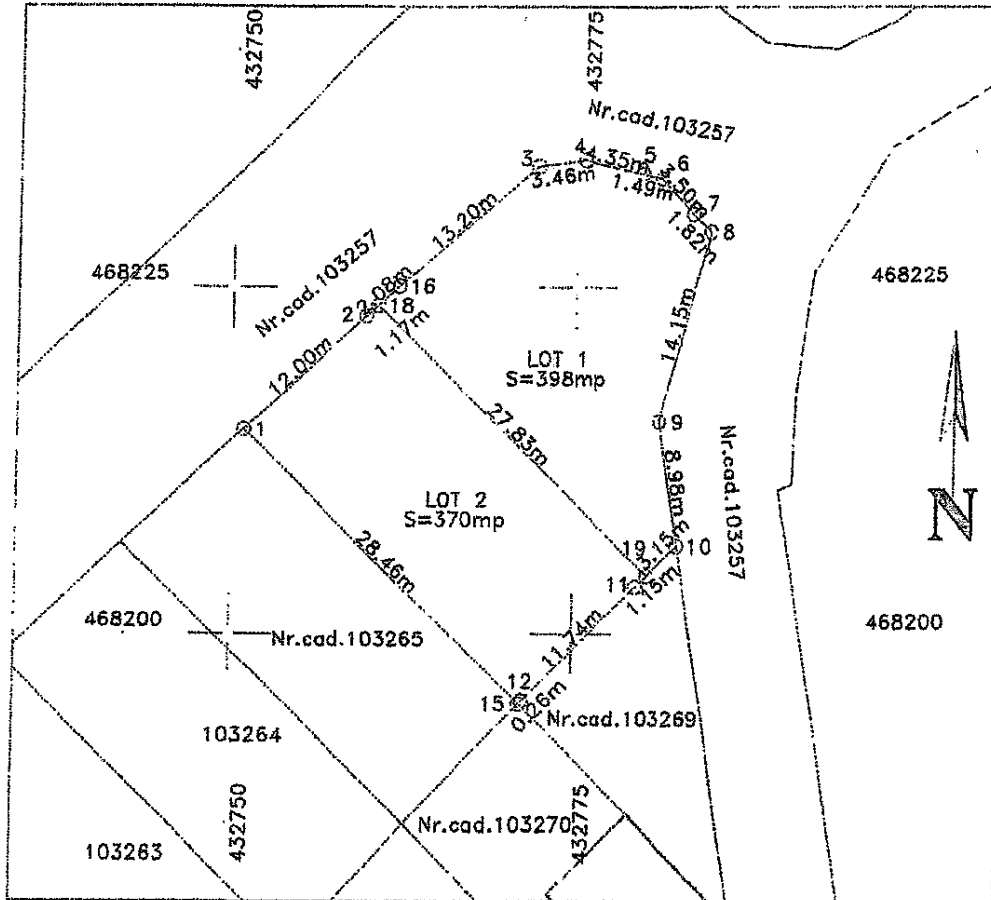 432750
432775
Nr.cad.103257
3
4
4.35m
5
6
3.46m
1.49m
3.50m
7
8
1.82m
13.20m
468225
468225
Nr.cad.103257
2.08m
16
18
2
1.17m
14.15m
12.00m
LOT 1
S=398mp
1
27.83m
9
8.98m
Nr.cad.103257
LOT 2
S=370mp
N
28.46m
19
3.15m
10
11
1.15m
468200
468200
Nr.cad.103265
11.74m
12
15
0.26m
Nr.cad.103269
103264
432750
432775
Nr.cad.103270
103263